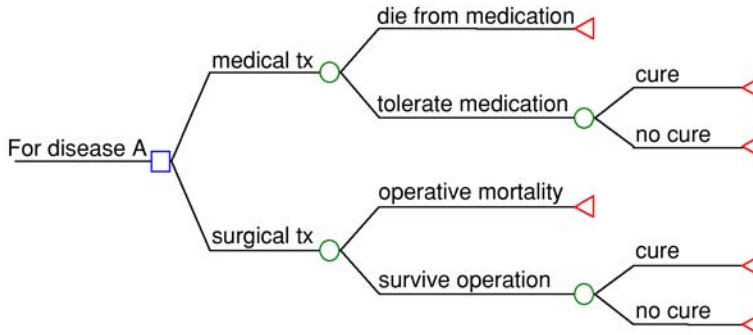 die from medication
medical tx
cure
tolerate medication
no cure
For disease A
operative mortality
surgical tx
cure
survive operation
no cure